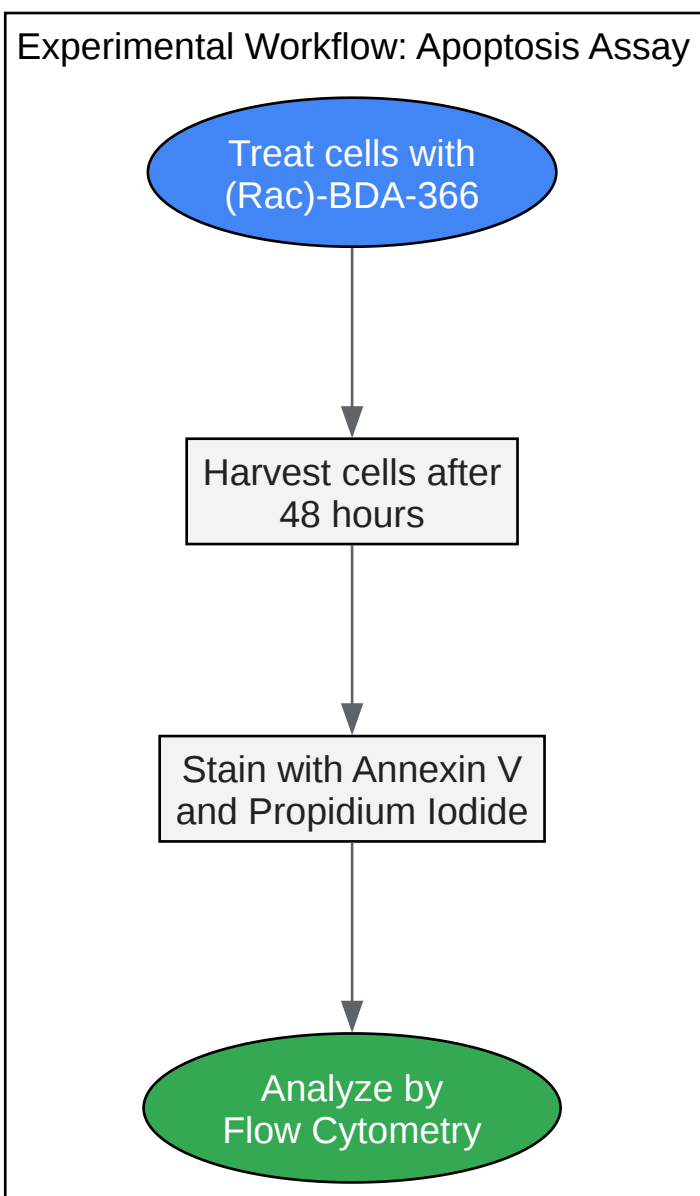 Experimental Workflow: Apoptosis Assay
Treat cells with
(Rac)-BDA-366
Harvest cells after
48 hours
Stain with Annexin V
and Propidium Iodide
Analyze by
Flow Cytometry